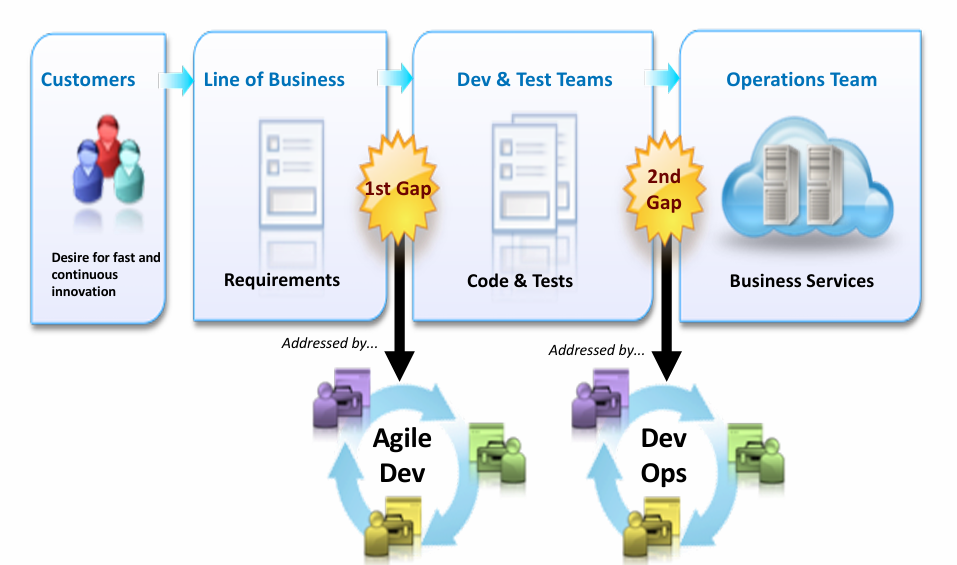 Customers
Line of Business
Dev & Test Teams
Operations Team
1st Gap
2nd
Gap
Desire for fast and
continuous
innovation
Requirements
Code & Tests
Business Services
Addressed by...
Addressed by...
Agile
Dev
Dev
Ops